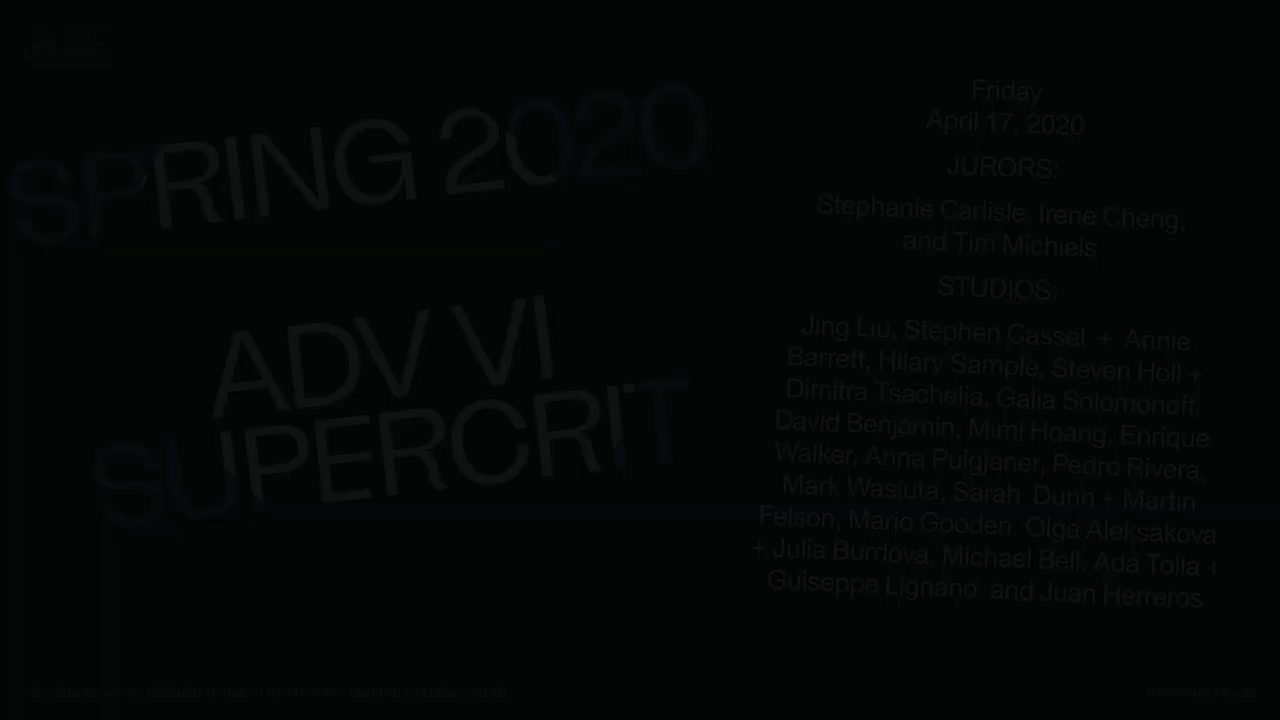 SPRING 2020
ADV VI
SUPERCRIT
Friday
April 17, 2020
JURORS:
Stephanie Carlisle, Irene Cheng,
and Tim Michiels
STUDIOS:
Jing Liu, Stephen Cassel + Annie
Barrett, Hilary Sample, Steven Holl +
Dimitra Tsachelia, Galia Solomonoff,
David Benjamin, Mimi Hoang, Enrique
Walker, Anna Puigjaner, Pedro Rivera,
Mark Wasiuta, Sarah Dunn + Martin
Felson, Mario Gooden Olga Aleksakova
+ Julia Burdova, Michael Bell, Ada Tolla +
Guiseppe Lignano, and Juan Herreros